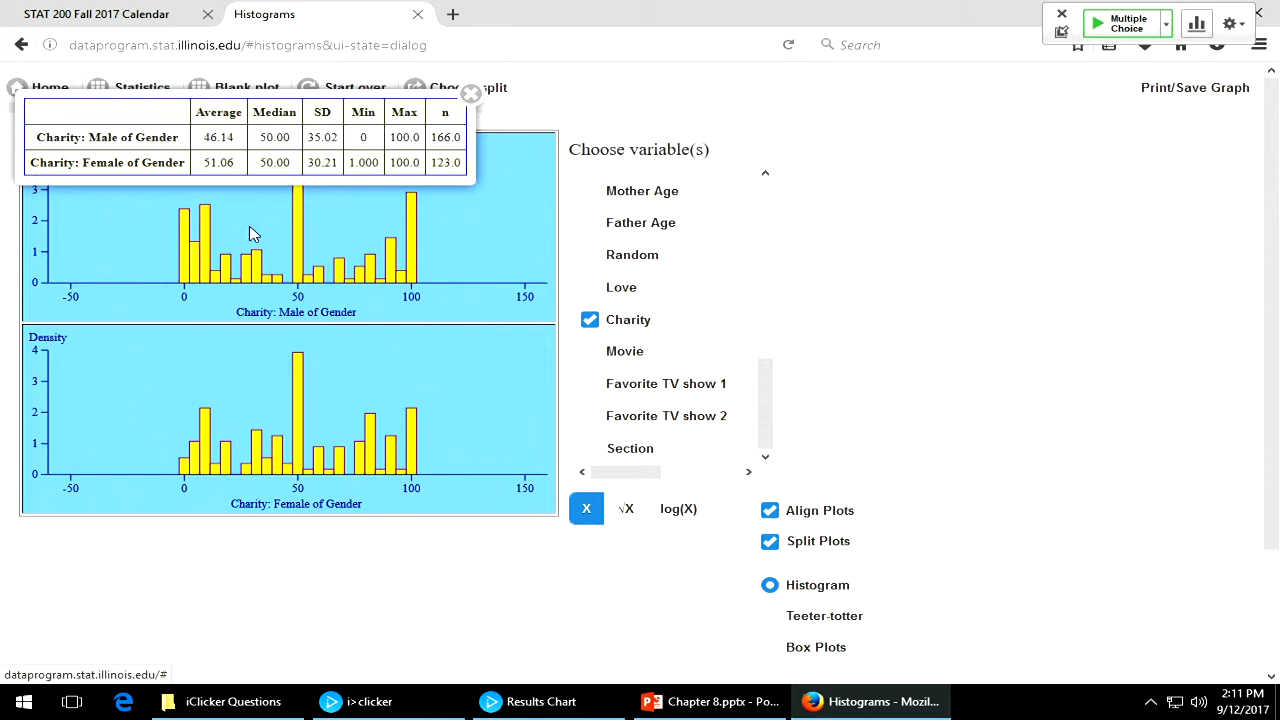 STAT 200 Fall 2017 Calendar
Histograms
Multiple
Choice
dataprogram.stat.illinois.edu/#histograms&ui-state=dialog
Search
Home
Statistics
Blank plot
Start over
split
Print/Save Graph
Average Median SD Min Max n
Charity: Male of Gender 46.14 50.00 35.02 0 100.0 166.0
Charity: Female of Gender 51.06 50.00 30.21 1.000 100.0 123.0
3
2
1
0
-50 0 50 100 150
Charity: Male of Gender
Density
4
3
2
1
0
-50 0 50 100 150
Charity: Female of Gender
Choose variable(s)
Mother Age
Father Age
Random
Love
Charity
Movie
Favorite TV show 1
Favorite TV show 2
Section
X √X log(X)
Align Plots
Split Plots
Histogram
Teeter-totter
Box Plots
dataprogram.stat.illinois.edu/#
iClicker Questions
i>clicker
Results Chart
Chapter 8.pptx - Po...
Histograms - Mozil...
2:11 PM
9/12/2017